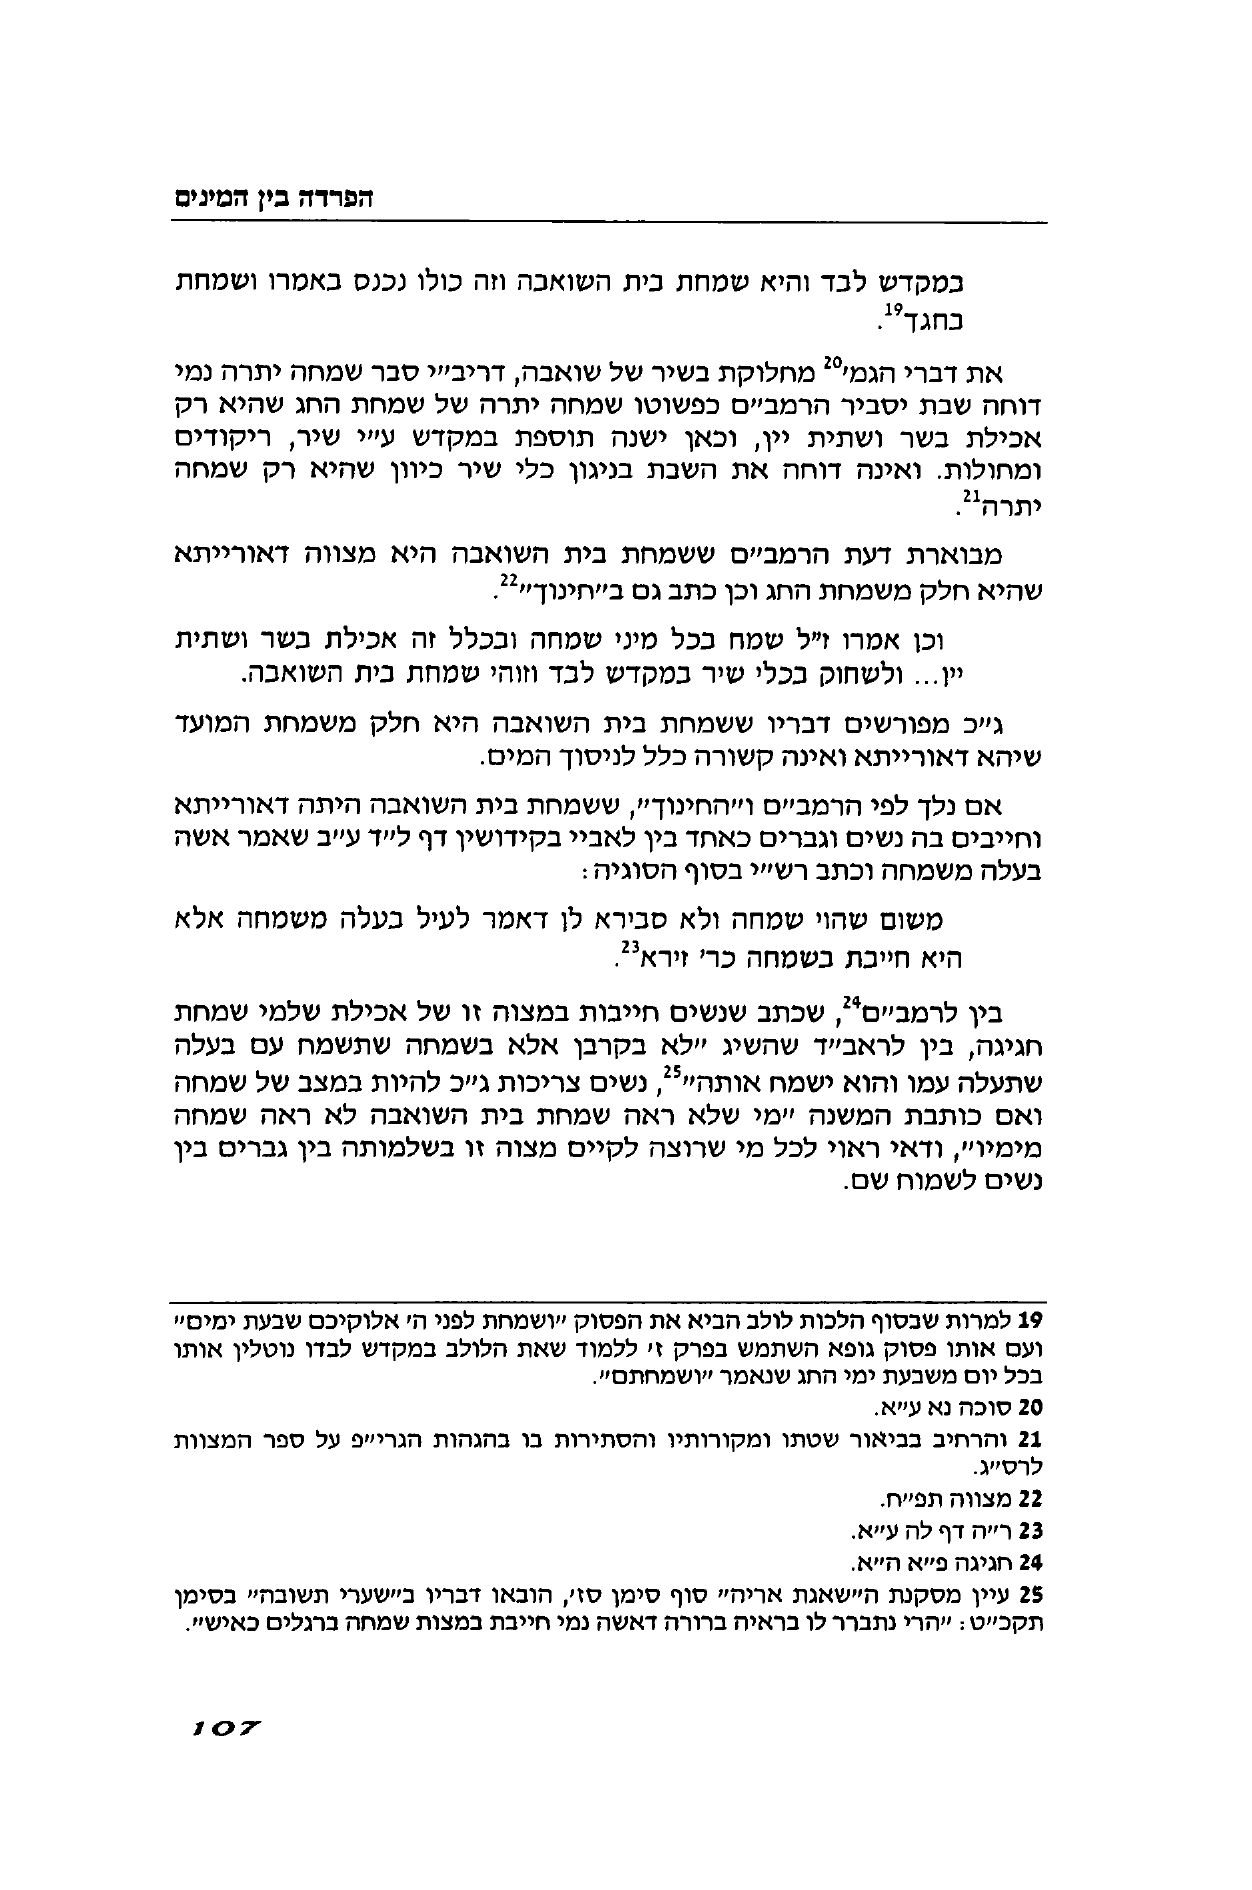 הפרדה בין המינים
במקדש לבד והיא שמחת בית השואבה וזה כולו נכנס באמרו ושמחת
בחגך19.
את דברי הגמ׳20 מחלוקת בשיר של שואבה, דריב״י סבר שמחה יתרה נמי
דוחה שבת יסביר הרמב״ם כפשוטו שמחה יתרה של שמחת החג שהיא רק
אכילת בשר ושתית יין, וכאן ישנה תוספת במקדש ע״י שיר, ריקודים
ומחולות. ואינה דוחה את השבת בניגון כלי שיר כיוון שהיא רק שמחה
יתרה21.
מבוארת דעת הרמב״ם ששמחת בית השואבה היא מצווה דאורייתא
שהיא חלק משמחת החג וכן כתב גם ב״חינוך״22.
וכן אמרו ז״ל שמח בכל מיני שמחה ובכלל זה אכילת בשר ושתית
יין... ולשחוק בכלי שיר במקדש לבד וזוהי שמחת בית השואבה.
ג״כ מפורשים דבריו ששמחת בית השואבה היא חלק משמחת המועד
שיהא דאורייתא ואינה קשורה כלל לניסוך המים.
אם נלך לפי הרמב״ם ו״החינוך״, ששמחת בית השואבה היתה דאורייתא
וחייבים בה נשים וגברים כאחד בין לאביי בקידושין דף ל״ד ע״ב שאמר אשה
בעלה משמחה וכתב רש״י בסוף הסוגיה:
משום שהוי שמחה ולא סבירא לן דאמר לעיל בעלה משמחה אלא
היא חייבת בשמחה כר׳ זירא23.
בין לרמב״ם24, שכתב שנשים חייבות במצוה זו של אכילת שלמי שמחת
חגיגה, בין לראב״ד שהשיג ״לא בקרבן אלא בשמחה שתשמח עם בעלה
שתעלה עמו והוא ישמח אותה״25, נשים צריכות ג״כ להיות במצב של שמחה
ואם כותבת המשנה ״מי שלא ראה שמחת בית השואבה לא ראה שמחה
מימיו״, ודאי ראוי לכל מי שרוצה לקיים מצוה זו בשלמותה בין גברים בין
נשים לשמוח שם.
19 למרות שבסוף הלכות לולב הביא את הפסוק ״ושמחת לפני ה׳ אלוקיכם שבעת ימים״
ועם אותו פסוק גופא השתמש בפרק ז׳ ללמוד שאת הלולב במקדש לבדו נוטלין אותו
בכל יום משבעת ימי החג שנאמר ״ושמחתם״.
20 סוכה נא ע״א.
21 והרחיב בביאור שטתו ומקורותיו והסתירות בו בהגהות הגרי״פ על ספר המצוות
לרס״ג.
22 מצווה תפ״ח.
23 ר״ה דף לה ע״א.
24 חגיגה פ״א ה״א.
25 עיין מסקנת ה״שאגת אריה״ סוף סימן סז׳, הובאו דבריו ב״שערי תשובה״ בסימן
תקכ״ט: ״הרי נתברר לו בראיה ברורה דאשה נמי חייבת במצות שמחה ברגלים כאיש״.
107